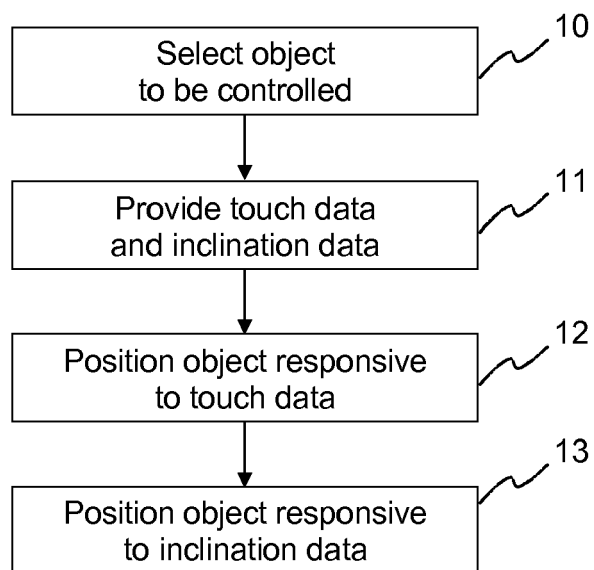 10
Select object
to be controlled
11
Provide touch data
and inclination data
12
Position object responsive
to touch data
13
Position object responsive
to inclination data